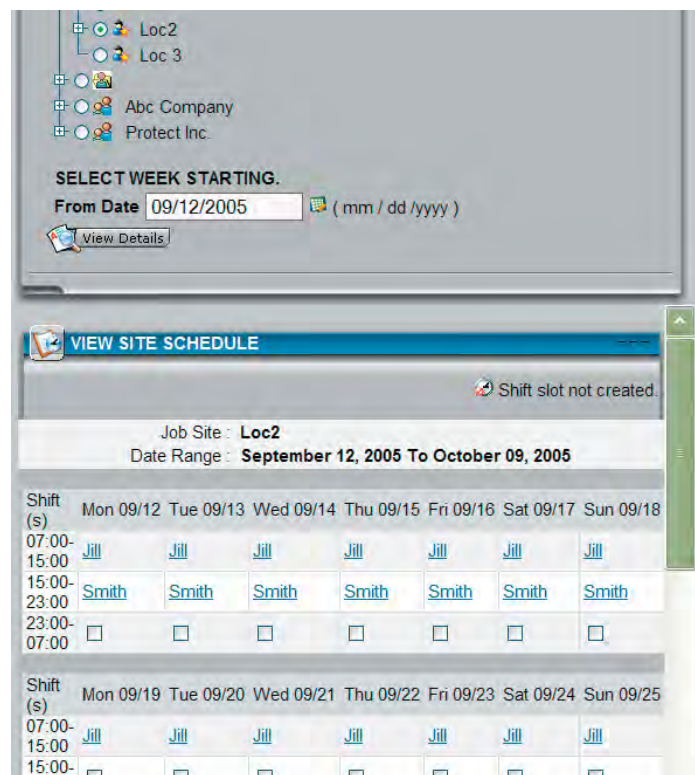 Loc2
Loc 3
Abc Company
Protect Inc.
SELECT WEEK STARTING.
From Date 09/12/2005 ( mm / dd /yyyy )
View Details
VIEW SITE SCHEDULE
Shift slot not created.
Job Site : Loc2
Date Range : September 12, 2005 To October 09, 2005
Shift (s) Mon 09/12 Tue 09/13 Wed 09/14 Thu 09/15 Fri 09/16 Sat 09/17 Sun 09/18
07:00-15:00 Jill Jill Jill Jill Jill Jill Jill
15:00-23:00 Smith Smith Smith Smith Smith Smith Smith
23:00-07:00
Shift (s) Mon 09/19 Tue 09/20 Wed 09/21 Thu 09/22 Fri 09/23 Sat 09/24 Sun 09/25
07:00-15:00 Jill Jill Jill Jill Jill Jill Jill
15:00-